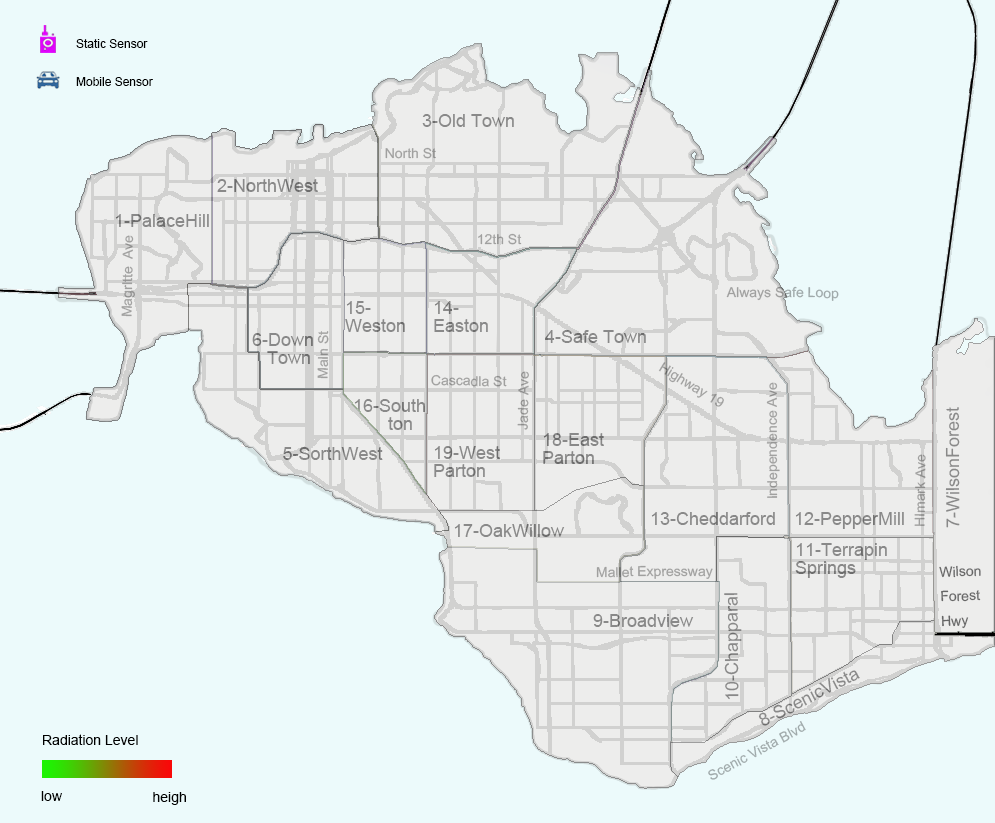 Static Sensor
Mobile Sensor
3-Old Town
North St
2-NorthWest
1-PalaceHill
12th St
Magritte Ave
Always Safe Loop
15-
Weston
14-
Easton
4-Safe Town
6-Down
Town
Main St
Cascadla St
Jade Ave
Highway 19
Independence Ave
16-South
ton
18-East
Parton
5-SorthWest
19-West
Parton
Hlmark Ave
7-WilsonForest
17-OakWillow
13-Cheddarford
12-PepperMill
11-Terrapin
Springs
Mallet Expressway
Wilson
Forest
Hwy
9-Broadview
10-Chapparal
8-ScenicVista
Scenic Vista Blvd
Radiation Level
low
heigh